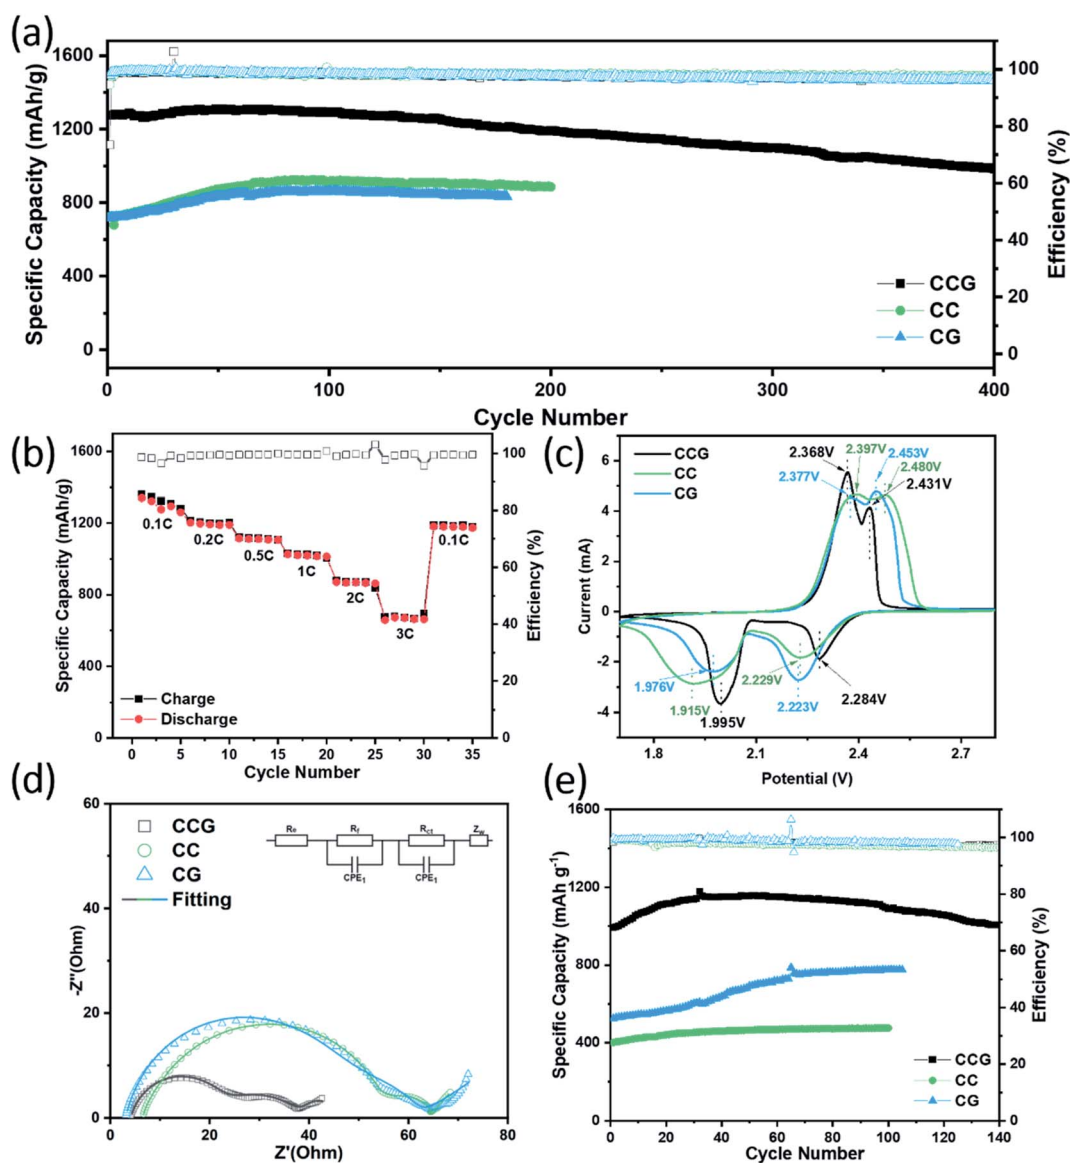 (a)
1600
1200
800
400
0
Specific Capacity (mAh/g)
100
80
60
40
20
0
Efficiency (%)
CCG
CC
CG
0
100
200
300
400
Cycle Number
(b)
1600
1200
800
400
0
Specific Capacity (mAh/g)
100
80
60
40
20
0
Efficiency (%)
0.1C
0.2C
0.5C
1C
2C
3C
0.1C
Charge
Discharge
0
5
10
15
20
25
30
35
Cycle Number
(c)
6
4
2
0
-2
-4
Current (mA)
CCG
CC
CG
2.368V
2.397V
2.453V
2.377V
2.480V
2.431V
1.976V
2.229V
1.915V
1.995V
2.223V
2.284V
1.8
2.1
2.4
2.7
Potential (V)
(d)
60
40
20
0
-Z''(Ohm)
CCG
CC
CG
Fitting
Re
Rf
Rct
Zw
CPE1
CPE1
0
20
40
60
80
Z'(Ohm)
(e)
1600
1200
800
400
0
Specific Capacity (mAh g-1)
100
90
80
70
60
50
40
30
20
10
0
Efficiency (%)
CCG
CC
CG
0
20
40
60
80
100
120
140
Cycle Number